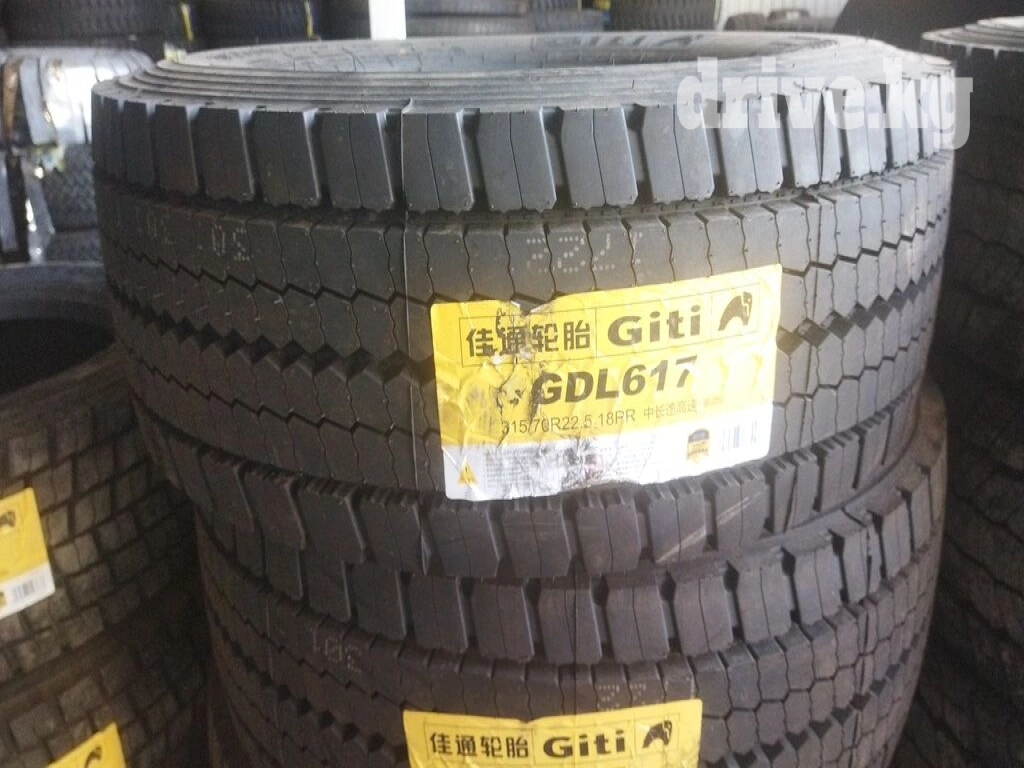 drive.kg
佳通轮胎 Giti
GDL617
315/70R22.5 18PR 中长途高速
佳通轮胎 Giti